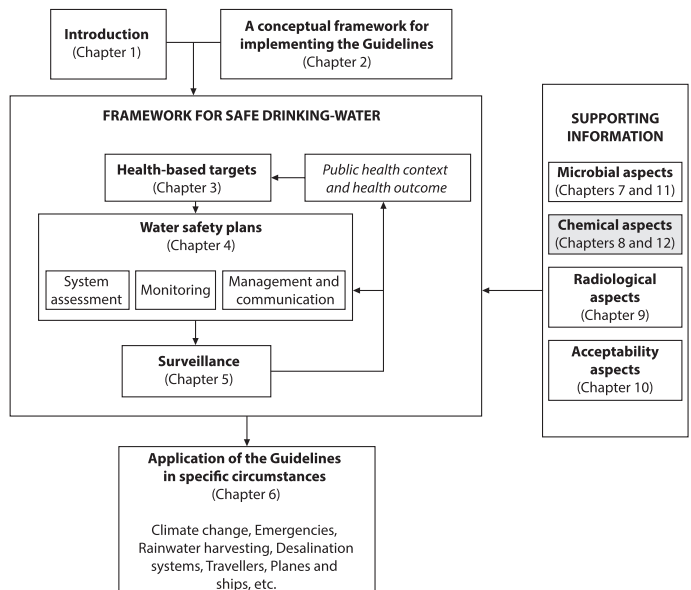 Introduction
(Chapter 1)
A conceptual framework for
implementing the Guidelines
(Chapter 2)
FRAMEWORK FOR SAFE DRINKING-WATER
Health-based targets
(Chapter 3)
Public health context
and health outcome
Water safety plans
(Chapter 4)
System
assessment
Monitoring
Management and
communication
Surveillance
(Chapter 5)
SUPPORTING
INFORMATION
Microbial aspects
(Chapters 7 and 11)
Chemical aspects
(Chapters 8 and 12)
Radiological
aspects
(Chapter 9)
Acceptability
aspects
(Chapter 10)
Application of the Guidelines
in specific circumstances
(Chapter 6)
Climate change, Emergencies,
Rainwater harvesting, Desalination
systems, Travellers, Planes and
ships, etc.